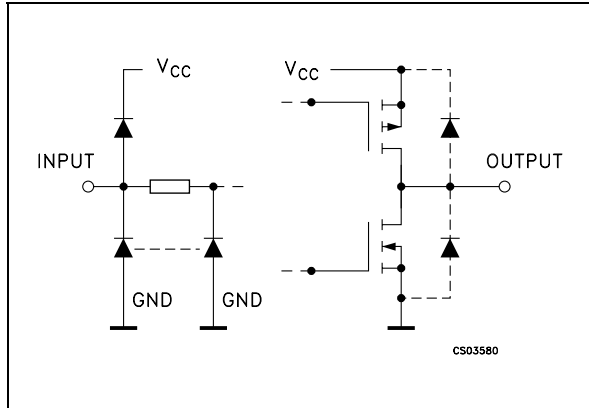 VCC
VCC
INPUT
OUTPUT
GND
GND
CS03580